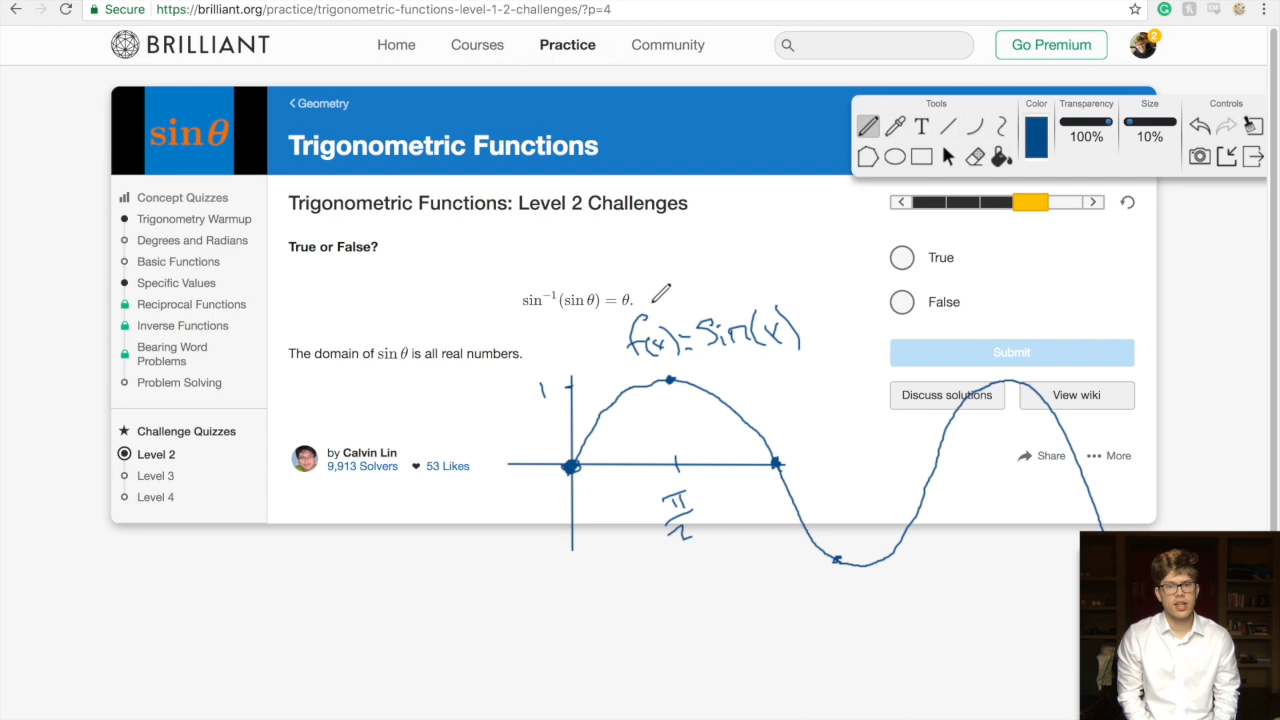 Secure https://brilliant.org/practice/trigonometric-functions-level-1-2-challenges/?p=4
BRILLIANT
Home
Courses
Practice
Community
Go Premium
2
sin θ
Geometry
Trigonometric Functions
Tools
Color
Transparency
Size
Controls
T
100%
10%
Concept Quizzes
Trigonometry Warmup
Degrees and Radians
Basic Functions
Specific Values
Reciprocal Functions
Inverse Functions
Bearing Word
Problems
Problem Solving
Challenge Quizzes
Level 2
Level 3
Level 4
Trigonometric Functions: Level 2 Challenges
True or False?
sin⁻¹(sin θ) = θ.
f(x)=sin(x)
The domain of sin θ is all real numbers.
1
π
2
by Calvin Lin
9,913 Solvers
53 Likes
True
False
Submit
Discuss solutions
View wiki
Share
More